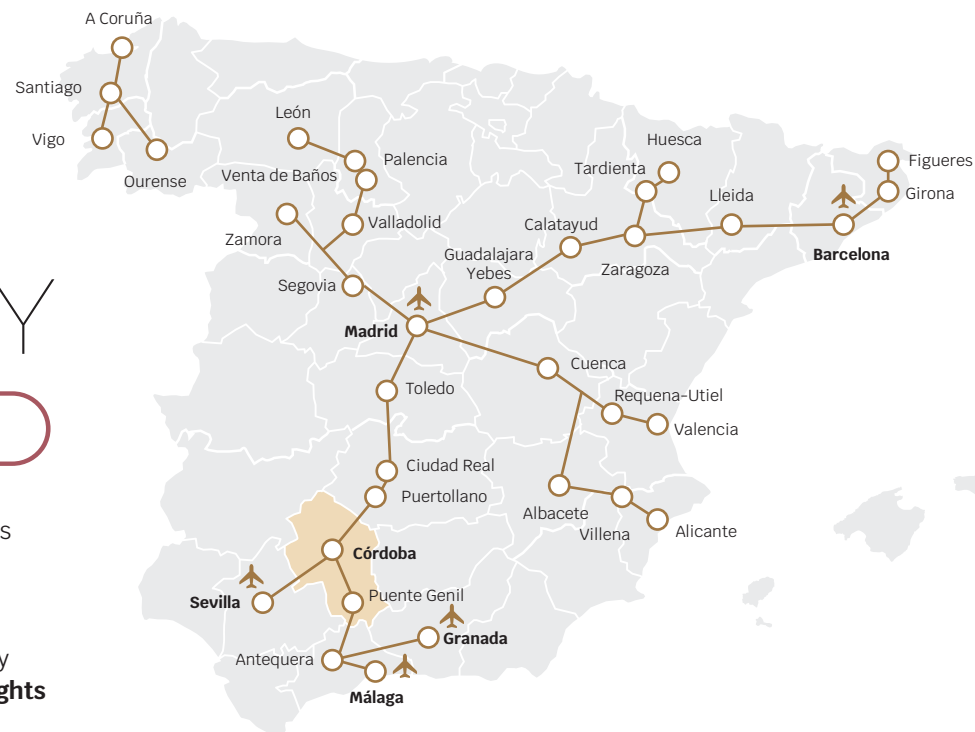 A Coruña
Santiago
Vigo
Ourense
León
Palencia
Venta de Baños
Valladolid
Zamora
Segovia
Huesca
Tardienta
Figueres
Girona
Lleida
Barcelona
Calatayud
Zaragoza
Guadalajara
Yebes
Y
Madrid
Cuenca
Toledo
Requena-Utiel
Valencia
Ciudad Real
Puertollano
Albacete
Villena
Alicante
s
Córdoba
Sevilla
Puente Genil
Granada
Antequera
y
ghts
Málaga